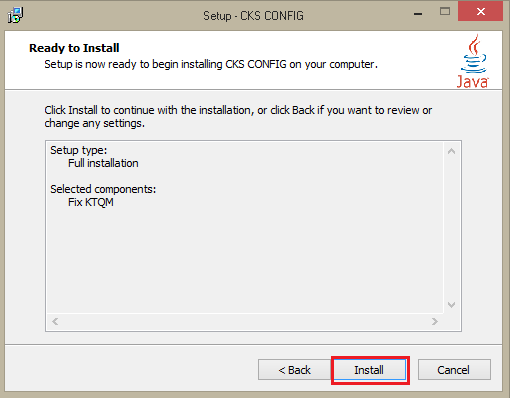 Setup - CKS CONFIG
Ready to Install
Setup is now ready to begin installing CKS CONFIG on your computer.
Java
Click Install to continue with the installation, or click Back if you want to review or
change any settings.
Setup type:
Full installation
Selected components:
Fix KTQM
< Back
Install
Cancel